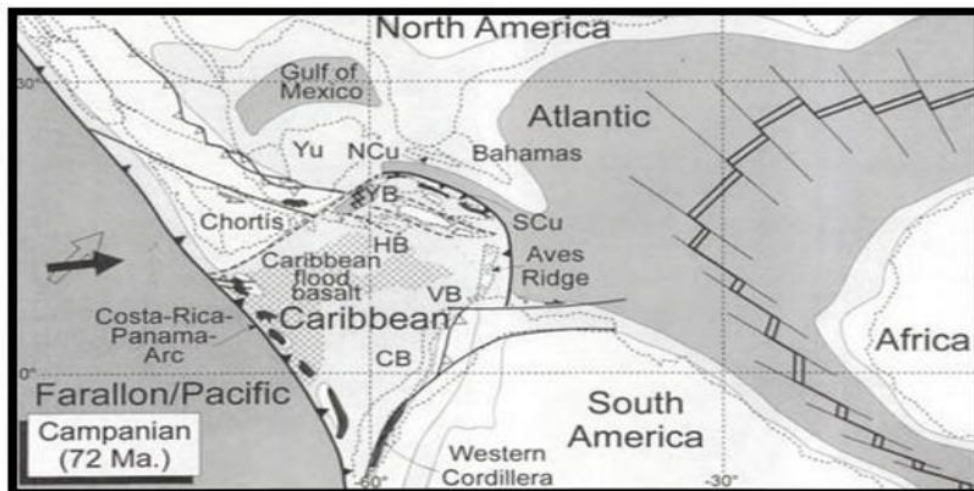 North America
Gulf of
Mexico
Atlantic
Yu
NCu
Bahamas
YB
Chortis
SCu
HB
Aves
Ridge
Caribbean
flood
basalt
VB
Costa-Rica-
Panama-
Arc
Caribbean
CB
Africa
0°
Farallon/Pacific
South
America
Campanian
(72 Ma.)
Western
Cordillera
-60°
-30°